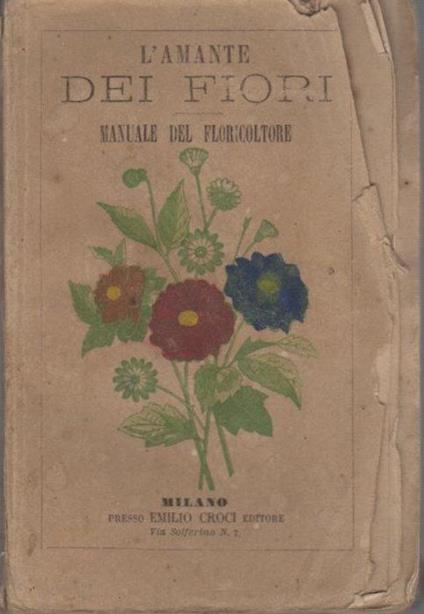 L'AMANTE
DEI FIORI
MANUALE DEL FLORICOLTORE
MILANO
PRESSO EMILIO CROCI EDITORE
Via Solferino N. 7.